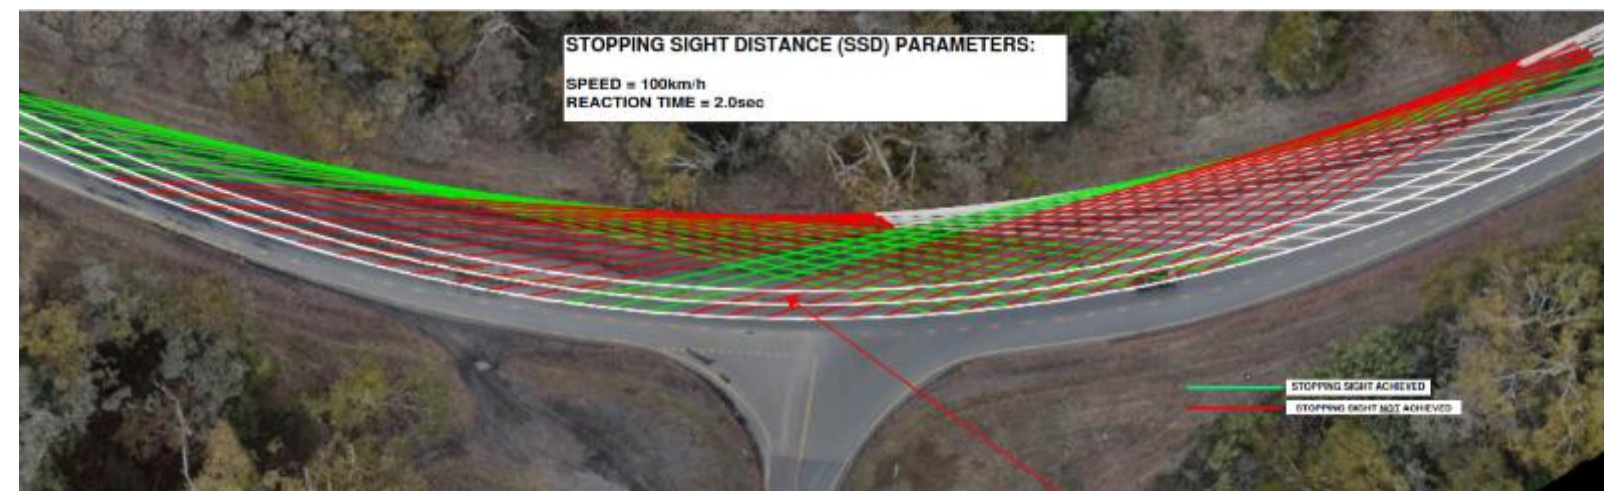 STOPPING SIGHT DISTANCE (SSD) PARAMETERS:
SPEED = 100km/h
REACTION TIME = 2.0sec
STOPPING SIGHT ACHIEVED
STOPPING SIGHT NOT ACHIEVED